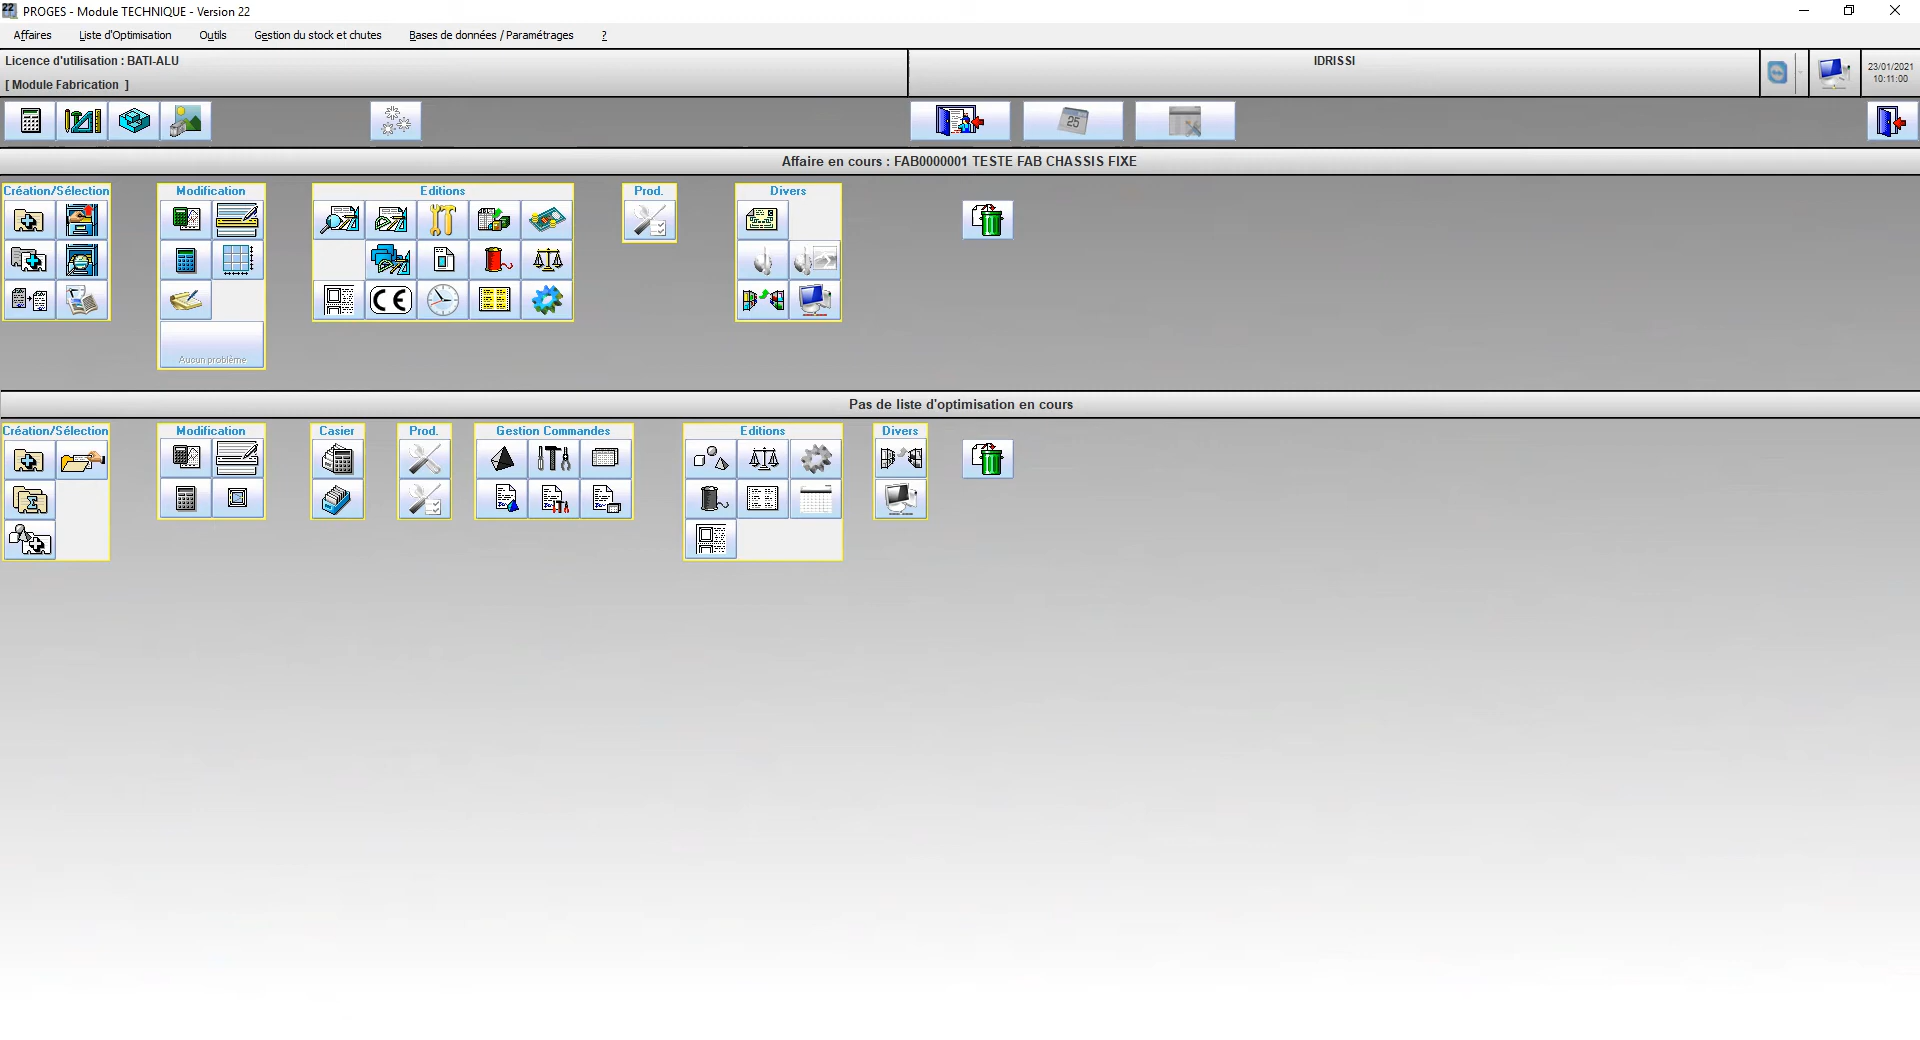 PROGES - Module TECHNIQUE - Version 22
Affaires Liste d'Optimisation Outils Gestion du stock et chutes Bases de données / Paramétrages ?
Licence d'utilisation : BATI-ALU
IDRISSI
23/01/2021
10:11:00
[ Module Fabrication ]
Affaire en cours : FAB0000001 TESTE FAB CHASSIS FIXE
Création/Sélection Modification Editions Prod. Divers
Aucun problème
Pas de liste d'optimisation en cours
Création/Sélection Modification Casier Prod. Gestion Commandes Editions Divers